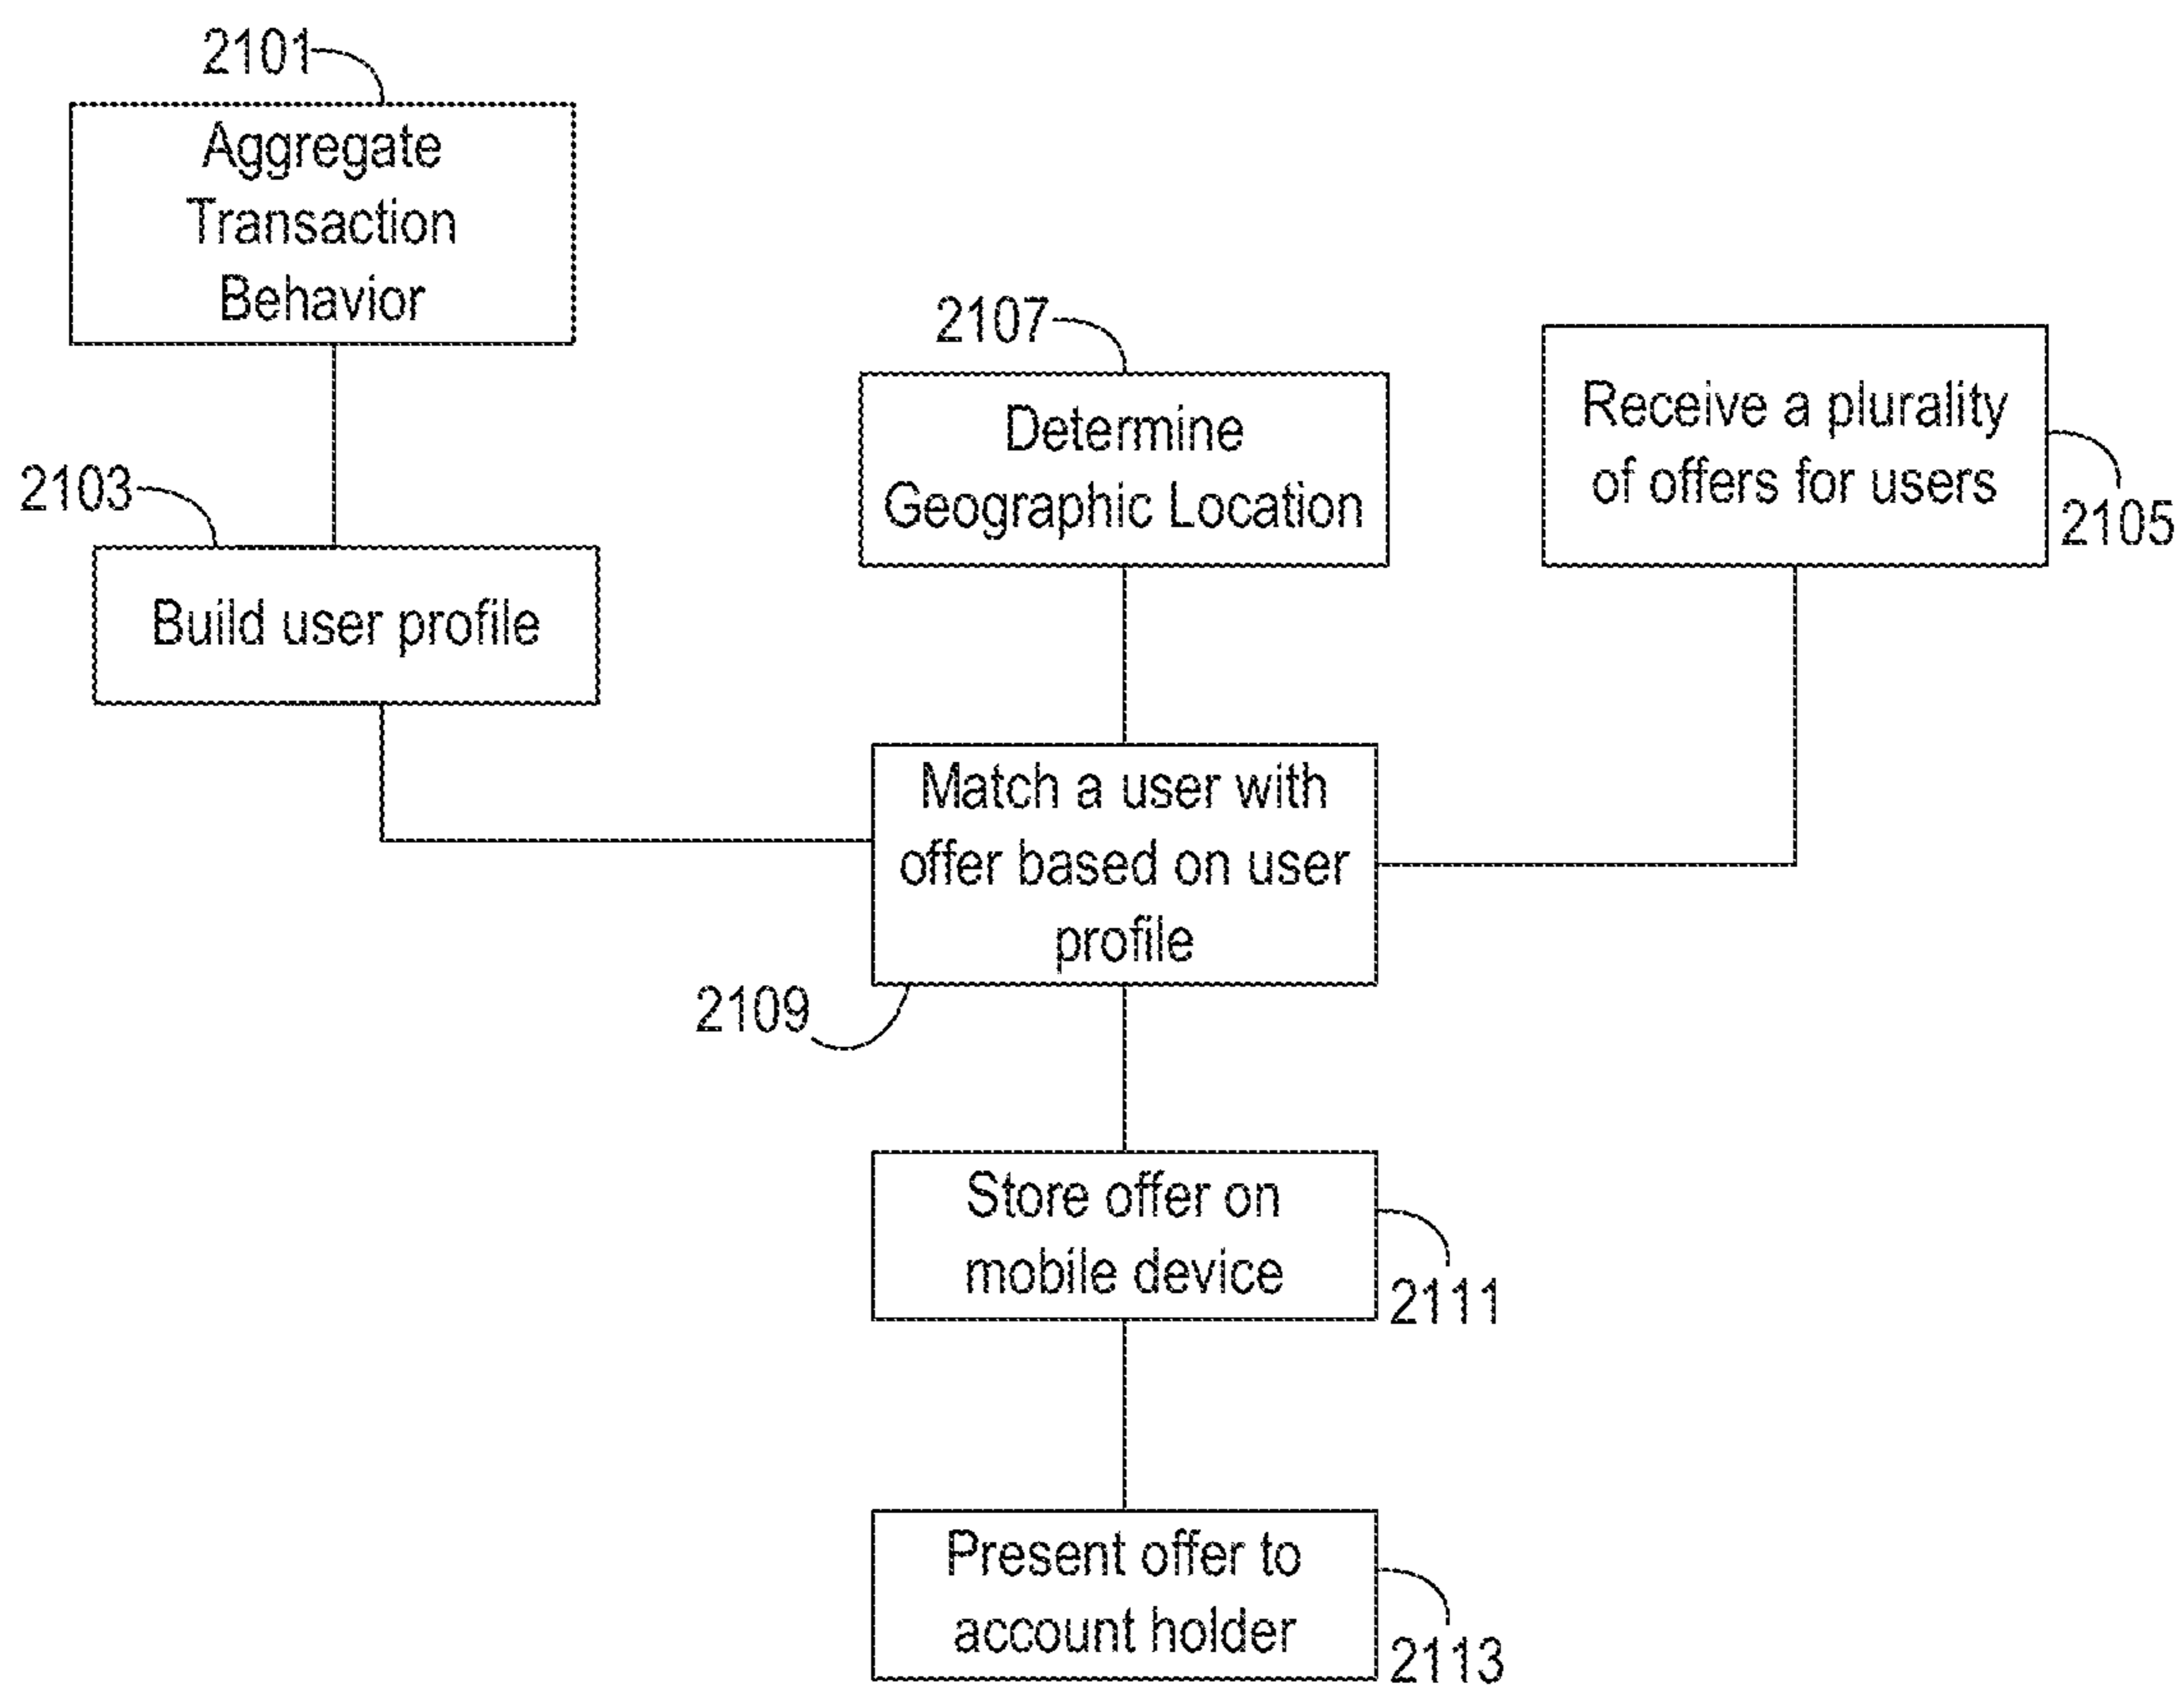 2101
Aggregate
Transaction
Behavior
2103
Build user profile
2107
Determine
Geographic Location
Receive a plurality
of offers for users
2105
Match a user with
offer based on user
profile
2109
Store offer on
mobile device
2111
Present offer to
account holder
2113